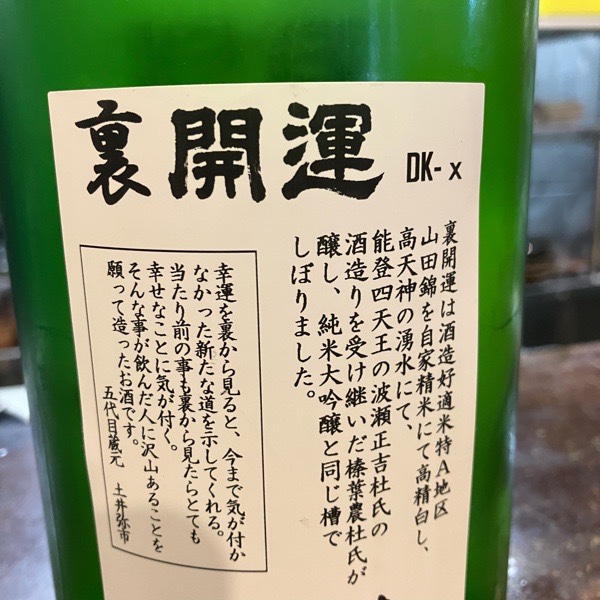 裏開運
DK-x
裏開運は酒造好適米特A地区
山田錦を自家精米にて高精白し、
高天神の湧水にて、
能登四天王の波瀬正吉杜氏の
酒造りを受け継いだ榛葉農杜氏が
醸し、純米大吟醸と同じ槽で
しぼりました。
幸運を裏から見ると、今まで気が付か
なかった新たな道を示してくれる。
当たり前の事も裏から見たらとても
幸せなことに気が付く。
そんな事が飲んだ人に沢山あることを
願って造ったお酒です。
五代目蔵元 土井弥市